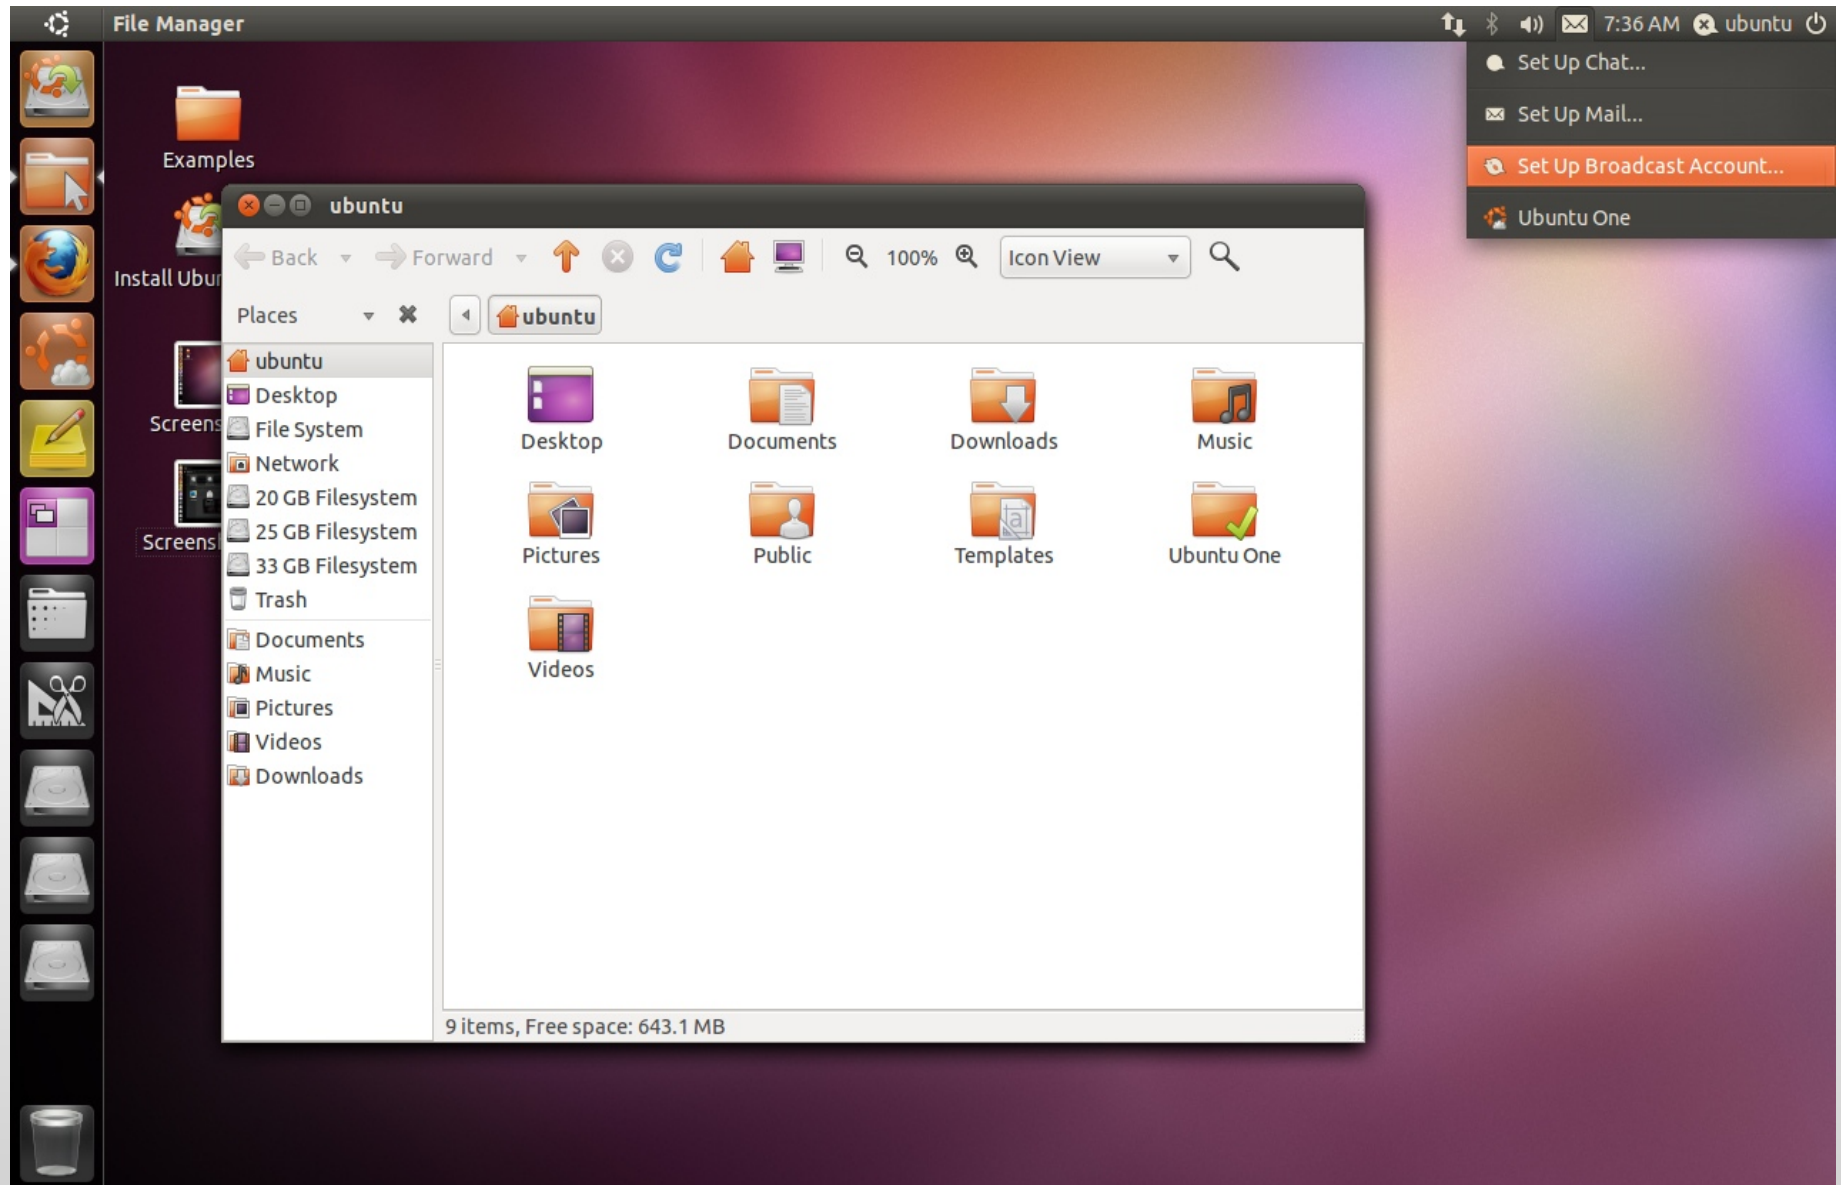 File Manager
7:36 AM ubuntu
Set Up Chat...
Set Up Mail...
Set Up Broadcast Account...
Ubuntu One
Examples
Install Ubun
Screens
Screens
ubuntu
Back Forward 100% Icon View
Places ubuntu
ubuntu
Desktop
File System
Network
20 GB Filesystem
25 GB Filesystem
33 GB Filesystem
Trash
Documents
Music
Pictures
Videos
Downloads
Desktop Documents Downloads Music
Pictures Public Templates Ubuntu One
Videos
9 items, Free space: 643.1 MB